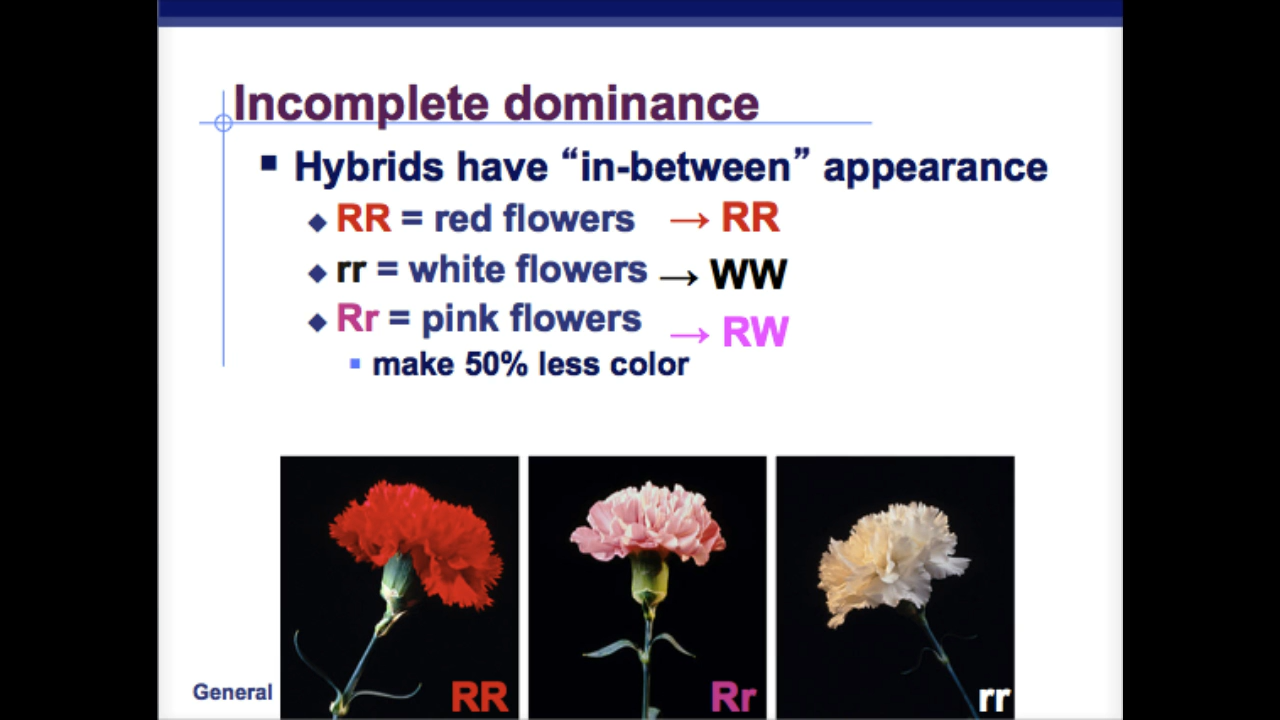 Incomplete dominance
Hybrids have “in-between” appearance
RR = red flowers → RR
rr = white flowers → WW
Rr = pink flowers → RW
make 50% less color
RR
Rr
rr
General